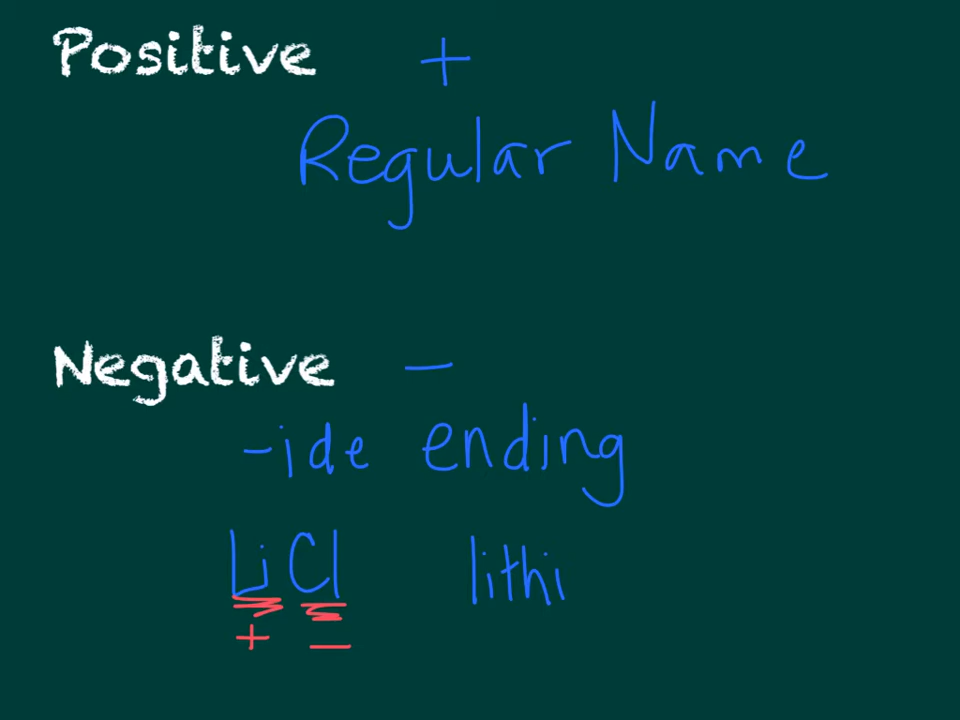 Positive +
Regular Name
Negative -
-ide ending
LiCl lithi
+ -